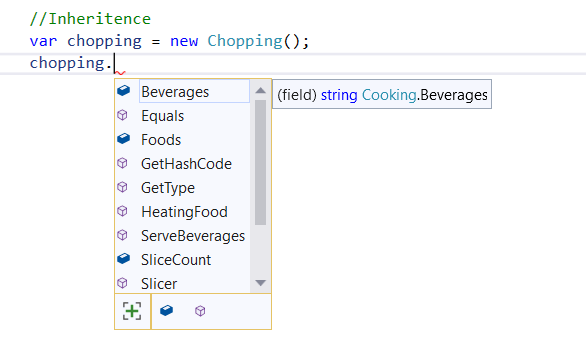 //Inheritence
var chopping = new Chopping();
chopping.
Beverages
(field) string Cooking.Beverages
Equals
Foods
GetHashCode
GetType
HeatingFood
ServeBeverages
SliceCount
Slicer